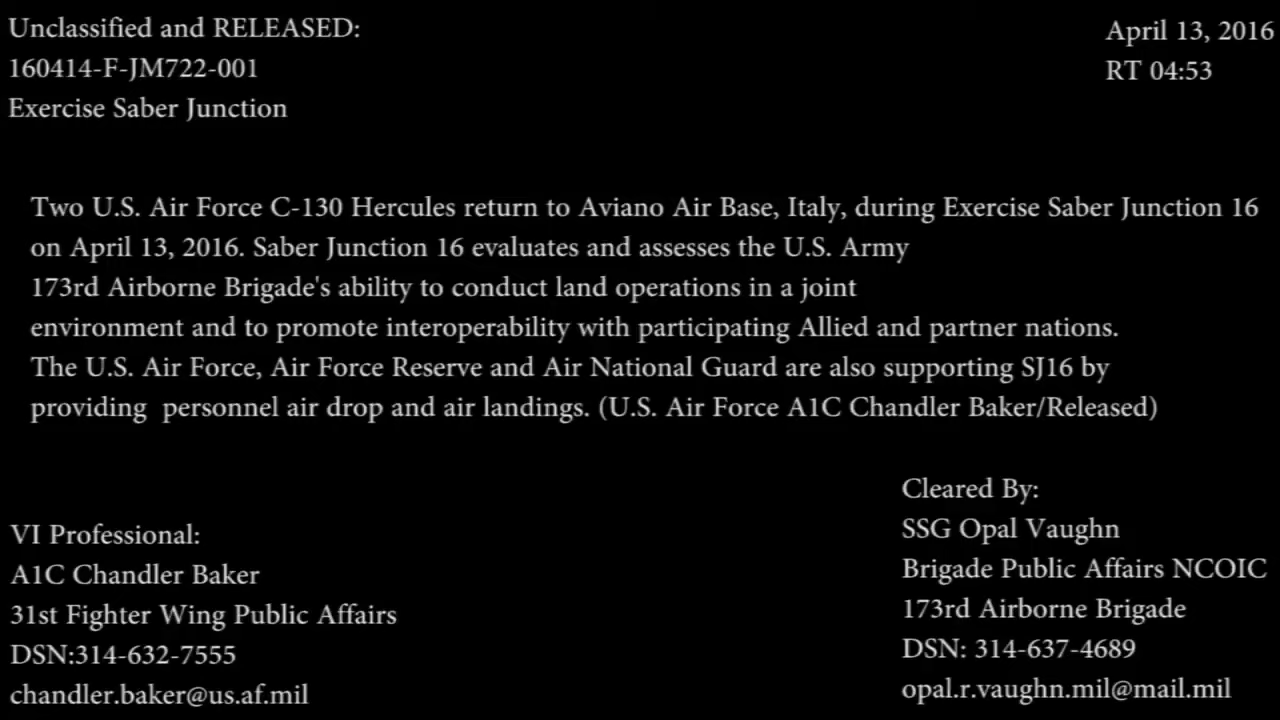 Unclassified and RELEASED:
160414-F-JM722-001
Exercise Saber Junction
April 13, 2016
RT 04:53
Two U.S. Air Force C-130 Hercules return to Aviano Air Base, Italy, during Exercise Saber Junction 16
on April 13, 2016. Saber Junction 16 evaluates and assesses the U.S. Army
173rd Airborne Brigade's ability to conduct land operations in a joint
environment and to promote interoperability with participating Allied and partner nations.
The U.S. Air Force, Air Force Reserve and Air National Guard are also supporting SJ16 by
providing  personnel air drop and air landings. (U.S. Air Force A1C Chandler Baker/Released)
VI Professional:
A1C Chandler Baker
31st Fighter Wing Public Affairs
DSN:314-632-7555
chandler.baker@us.af.mil
Cleared By:
SSG Opal Vaughn
Brigade Public Affairs NCOIC
173rd Airborne Brigade
DSN: 314-637-4689
opal.r.vaughn.mil@mail.mil